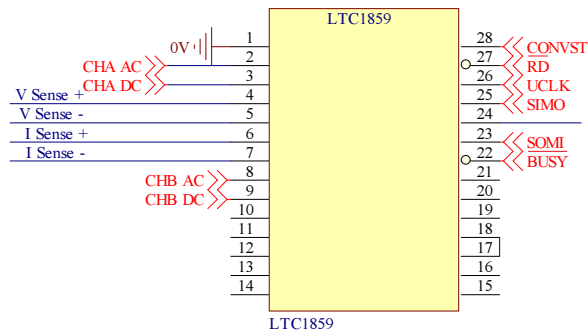 LTC1859
0V
1 28 CONVST
CHA AC 2 27 RD
CHA DC 3 26 UCLK
V Sense + 4 25 SIMO
V Sense - 5 24
I Sense + 6 23 SOMI
I Sense - 7 22 BUSY
CHB AC 8 21
CHB DC 9 20
10 19
11 18
12 17
13 16
14 15
LTC1859